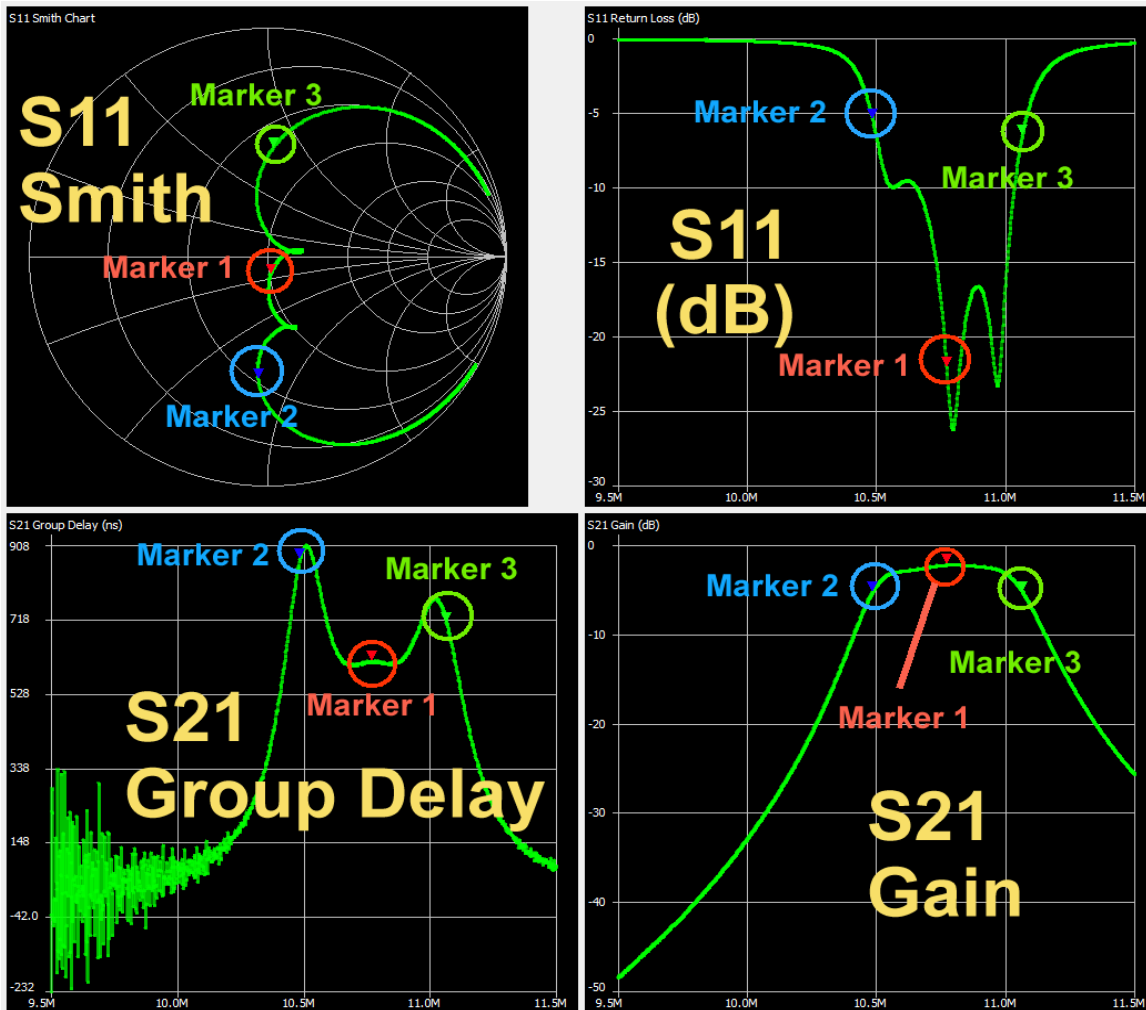 S11 Smith Chart
Marker 3
S11
Smith
Marker 1
Marker 2
S11 Return Loss (dB)
0
-5
-10
-15
-20
-25
-30
9.5M
10.0M
10.5M
11.0M
11.5M
Marker 2
Marker 3
S11
(dB)
Marker 1
S21 Group Delay (ns)
908
718
528
338
148
-42.0
-232
9.5M
10.0M
10.5M
11.0M
11.5M
Marker 2
Marker 3
Marker 1
S21
Group Delay
S21 Gain (dB)
0
-10
-20
-30
-40
-50
9.5M
10.0M
10.5M
11.0M
11.5M
Marker 2
Marker 3
Marker 1
S21
Gain